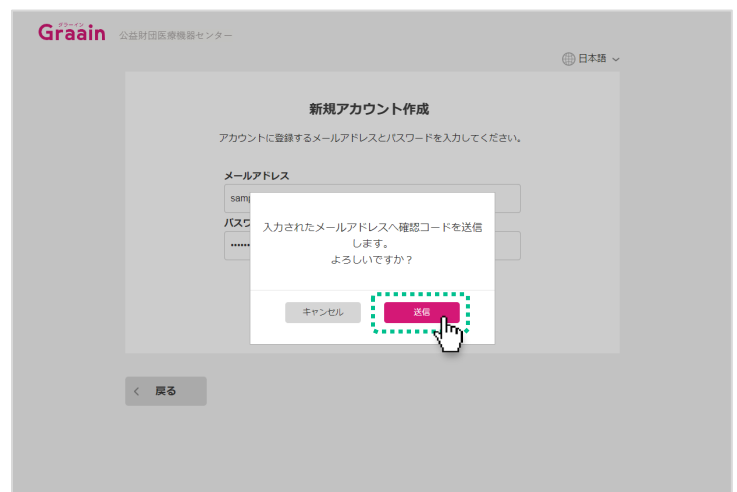 グラーイン
Graain 公益財団医療機器センター
日本語
新規アカウント作成
アカウントに登録するメールアドレスとパスワードを入力してください。
メールアドレス
sam
パスワ
入力されたメールアドレスへ確認コードを送信
します。
よろしいですか？
キャンセル 送信
戻る